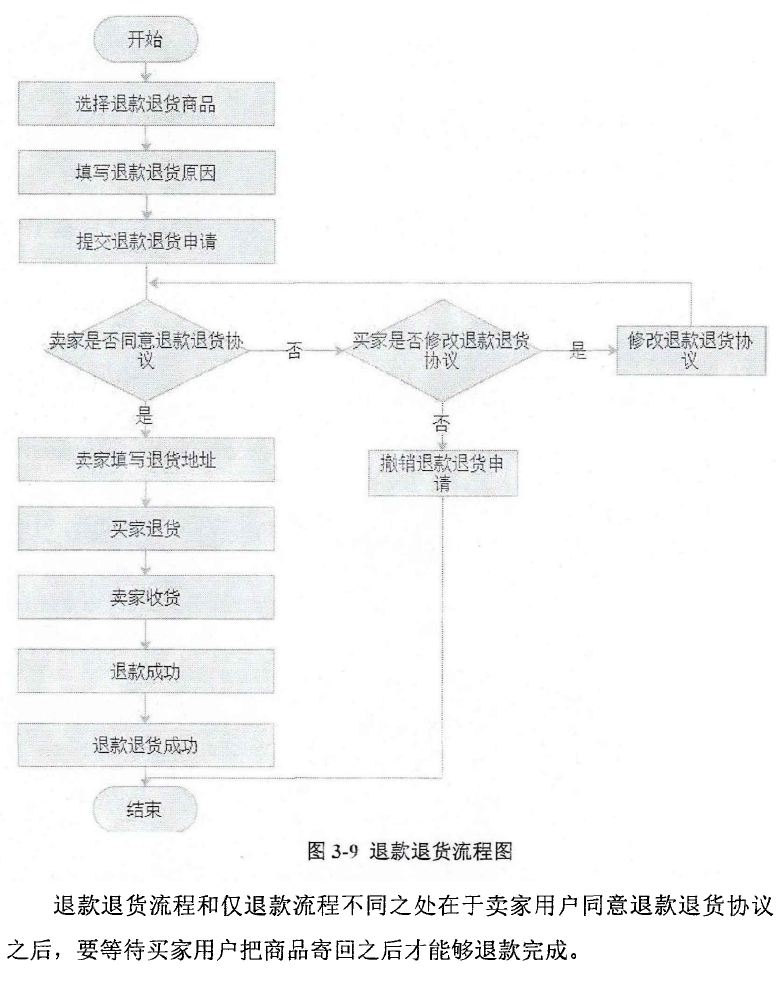 开始
选择退款退货商品
填写退款退货原因
提交退款退货申请
卖家是否同意退款退货协
议
否
买家是否修改退款退货
协议
是
修改退款退货协
议
是
否
卖家填写退货地址
撤销退款退货申
请
买家退货
卖家收货
退款成功
退款退货成功
结束
图 3-9 退款退货流程图
退款退货流程和仅退款流程不同之处在于卖家用户同意退款退货协议
之后，要等待买家用户把商品寄回之后才能够退款完成。